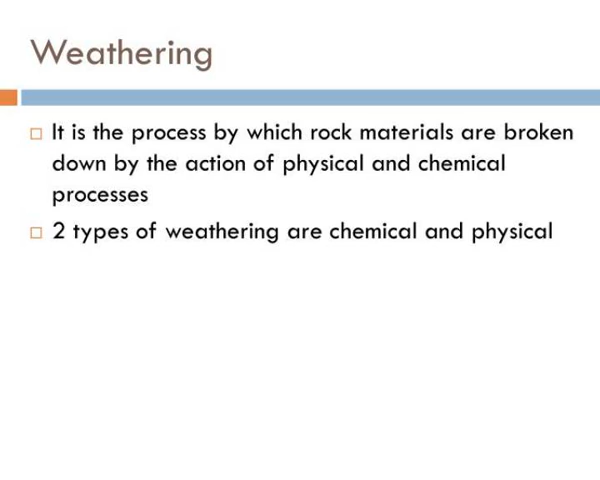 Weathering
It is the process by which rock materials are broken
down by the action of physical and chemical
processes
2 types of weathering are chemical and physical